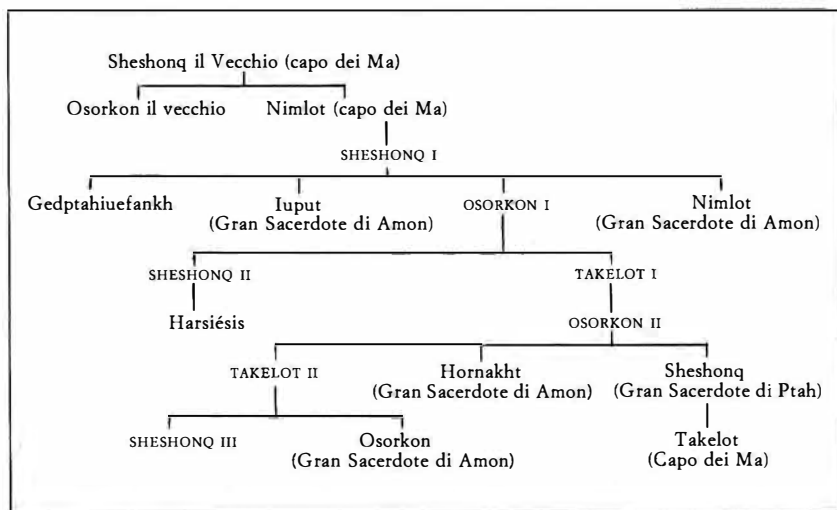 Sheshonq il Vecchio (capo dei Ma)
Osorkon il vecchio Nimlot (capo dei Ma)
SHESHONQ I
Gedptahiuefankh Iuput OSORKON I Nimlot
(Gran Sacerdote di Amon) (Gran Sacerdote di Amon)
SHESHONQ II TAKELOT I
Harsiésis
OSORKON II
TAKELOT II Hornakht Sheshonq
(Gran Sacerdote di Amon) (Gran Sacerdote di Ptah)
SHESHONQ III Osorkon Takelot
(Gran Sacerdote di Amon) (Capo dei Ma)